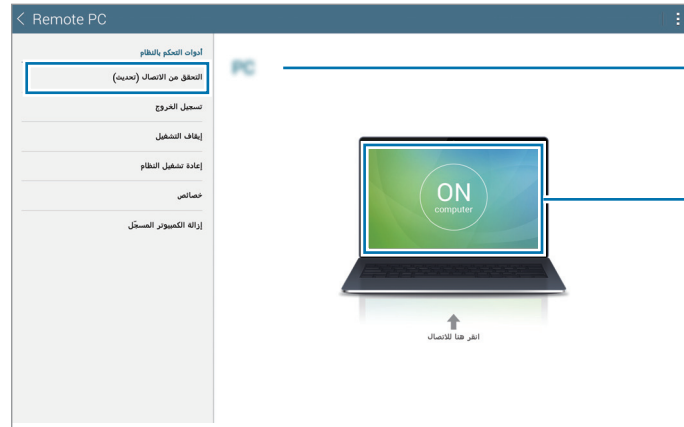 Remote PC
أدوات التحكم بالنظام
التحقق من الاتصال (تحديث)
تسجيل الخروج
إيقاف التشغيل
إعادة تشغيل النظام
خصائص
إزالة الكمبيوتر المسجّل
PC
ON
computer
انقر هنا للاتصال